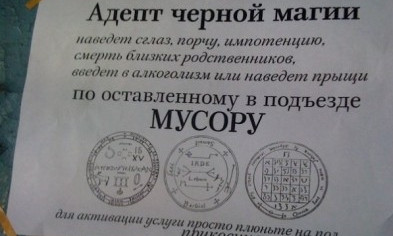 Адепт черной магии
наведет сглаз, порчу, импотенцию,
смерть близких родственников,
введет в алкоголизм или наведет прыщи
по оставленному в подъезде
МУСОРУ
для активации услуги просто плюньте на пол